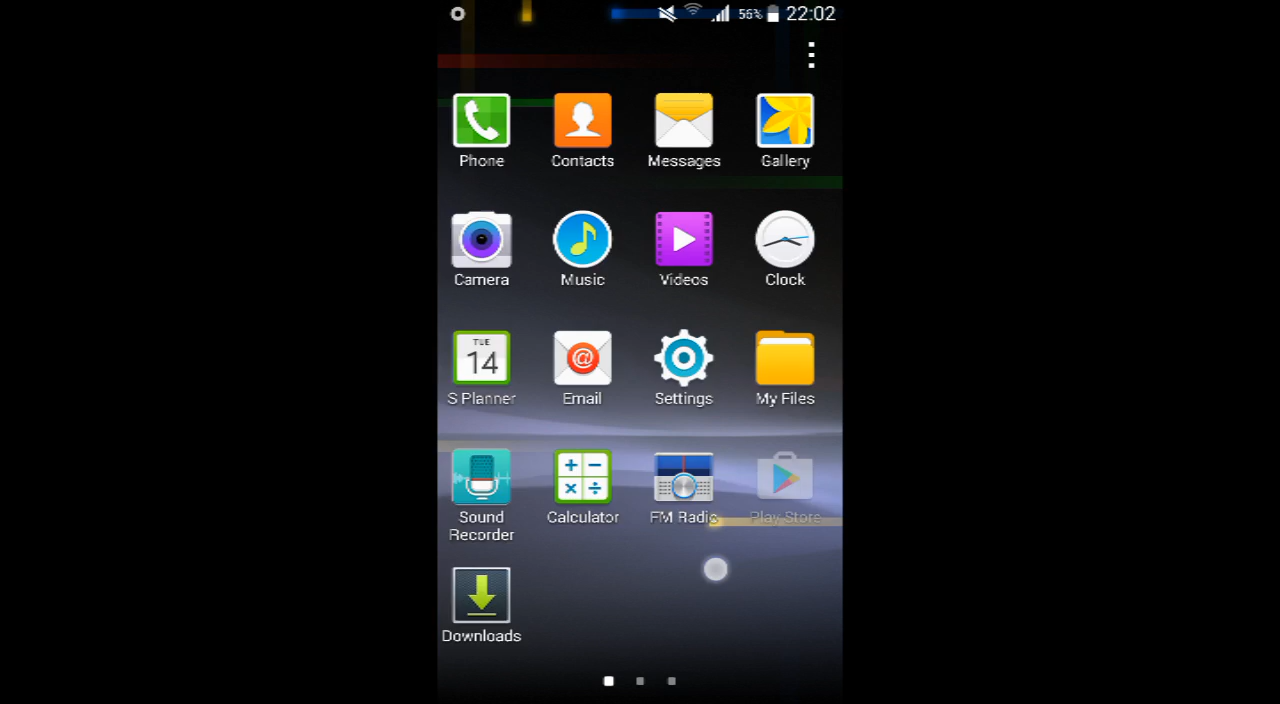 56% 22:02
Phone Contacts Messages Gallery
Camera Music Videos Clock
TUE
14
S Planner Email Settings My Files
Sound Calculator FM Radio Play Store
Recorder
Downloads